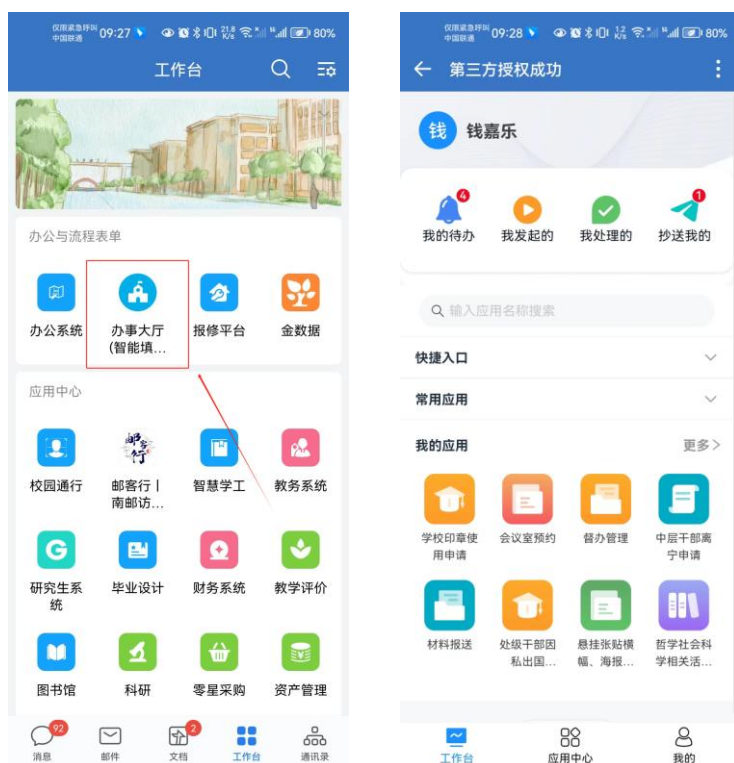 仅限紧急呼叫
中国联通
09:27
21.8
K/s
80%
工作台
办公与流程表单
办公系统
办事大厅
(智能填...
报修平台
金数据
应用中心
校园通行
邮客行丨
南邮访...
智慧学工
教务系统
G
研究生系
统
毕业设计
财务系统
教学评价
图书馆
科研
零星采购
资产管理
92
2
消息
邮件
文档
工作台
通讯录
仅限紧急呼叫
中国联通
09:28
1.2
K/s
80%
第三方授权成功
钱
钱嘉乐
4
1
我的待办
我发起的
我处理的
抄送我的
输入应用名称搜索
快捷入口
常用应用
我的应用
更多>
学校印章使
用申请
会议室预约
督办管理
中层干部离
宁申请
材料报送
处级干部因
私出国...
悬挂张贴横
幅、海报...
哲学社会科
学相关活...
工作台
应用中心
我的